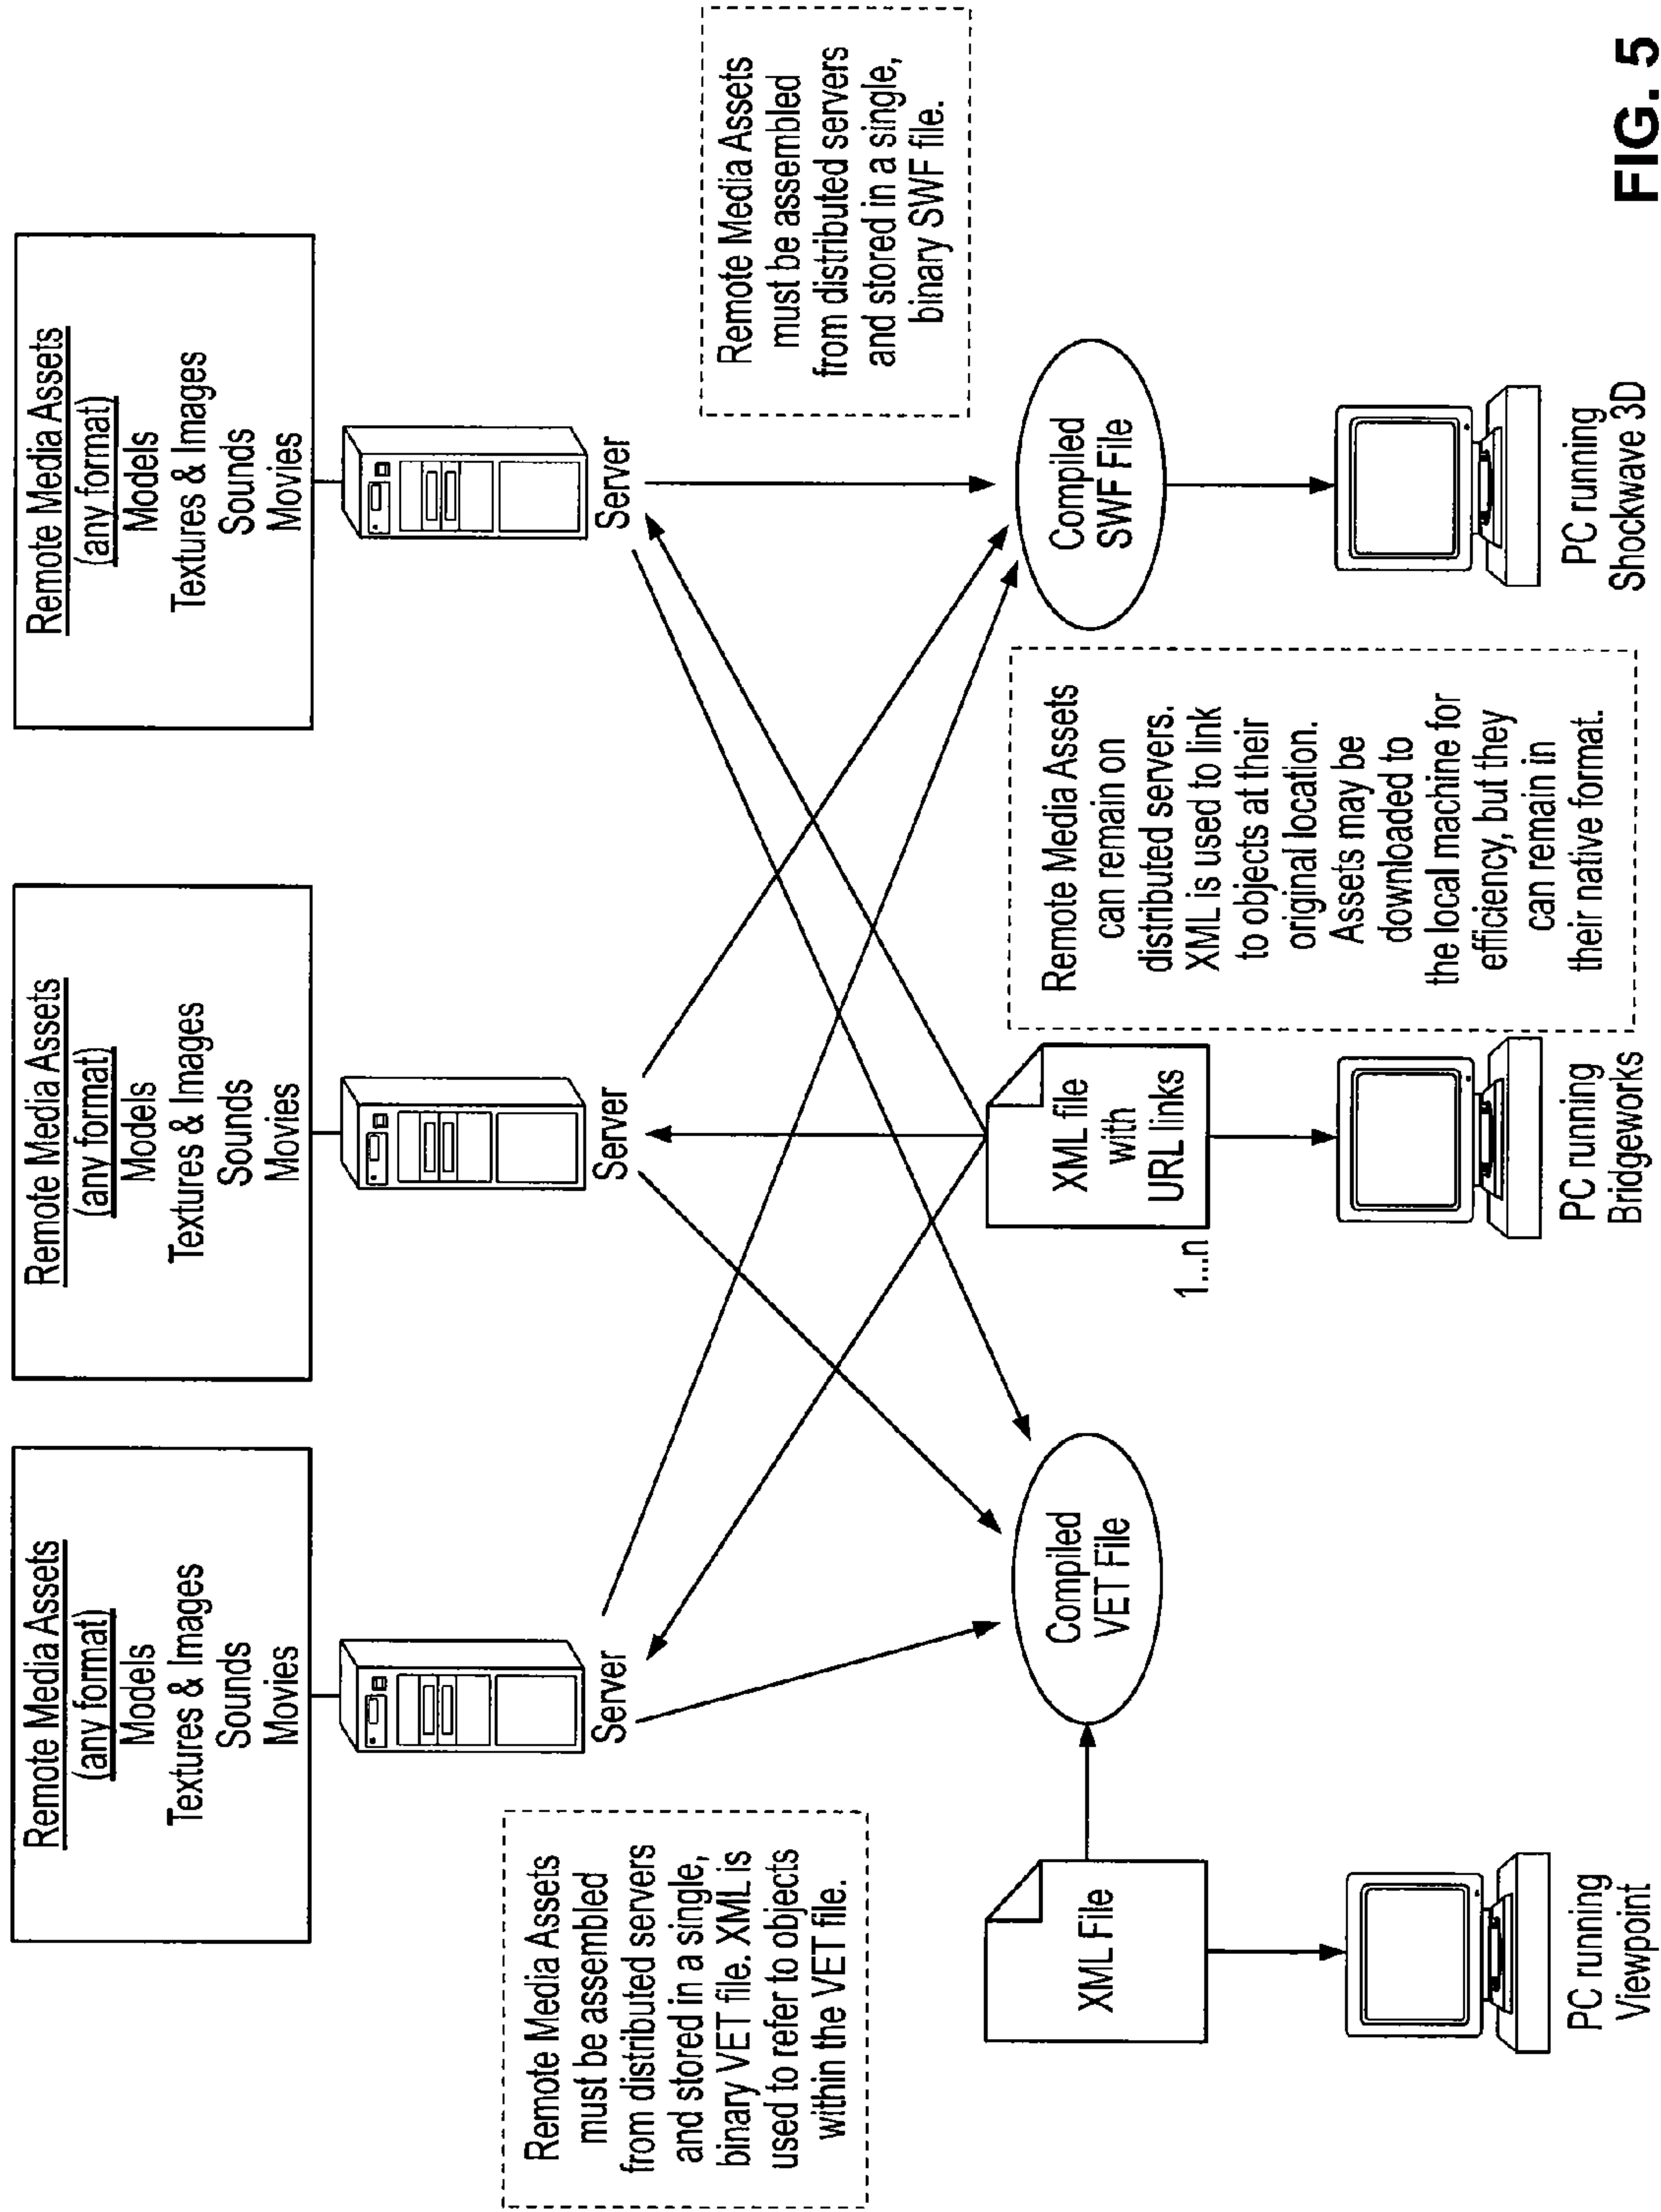 Remote Media Assets
(any format)
Models
Textures & Images
Sounds
Movies
Remote Media Assets
(any format)
Models
Textures & Images
Sounds
Movies
Remote Media Assets
(any format)
Models
Textures & Images
Sounds
Movies
Server
Server
Server
Remote Media Assets
must be assembled
from distributed servers
and stored in a single,
binary VET file. XML is
used to refer to objects
within the VET file.
Remote Media Assets
must be assembled
from distributed servers
and stored in a single,
binary SWF file.
XML File
Compiled
VET File
XML file
with
URL links
1...n
Remote Media Assets
can remain on
distributed servers.
XML is used to link
to objects at their
original location.
Assets may be
downloaded to
the local machine for
efficiency, but they
can remain in
their native format.
Compiled
SWF File
PC running
Viewpoint
PC running
Bridgeworks
PC running
Shockwave 3D
FIG. 5